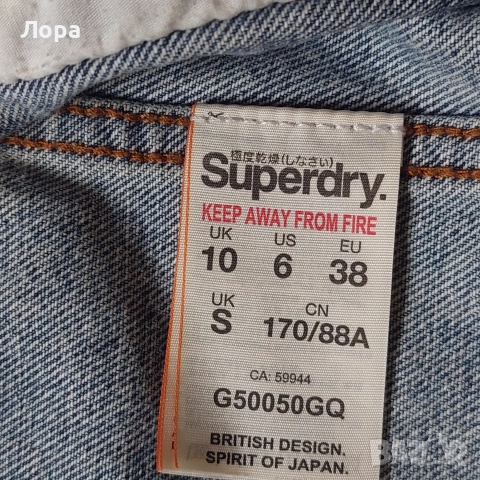 Лора
極度乾燥(しなさい)
Superdry.
KEEP AWAY FROM FIRE
UK US EU
10 6 38
UK CN
S 170/88A
CA: 59944
G50050GQ
BRITISH DESIGN.
SPIRIT OF JAPAN.